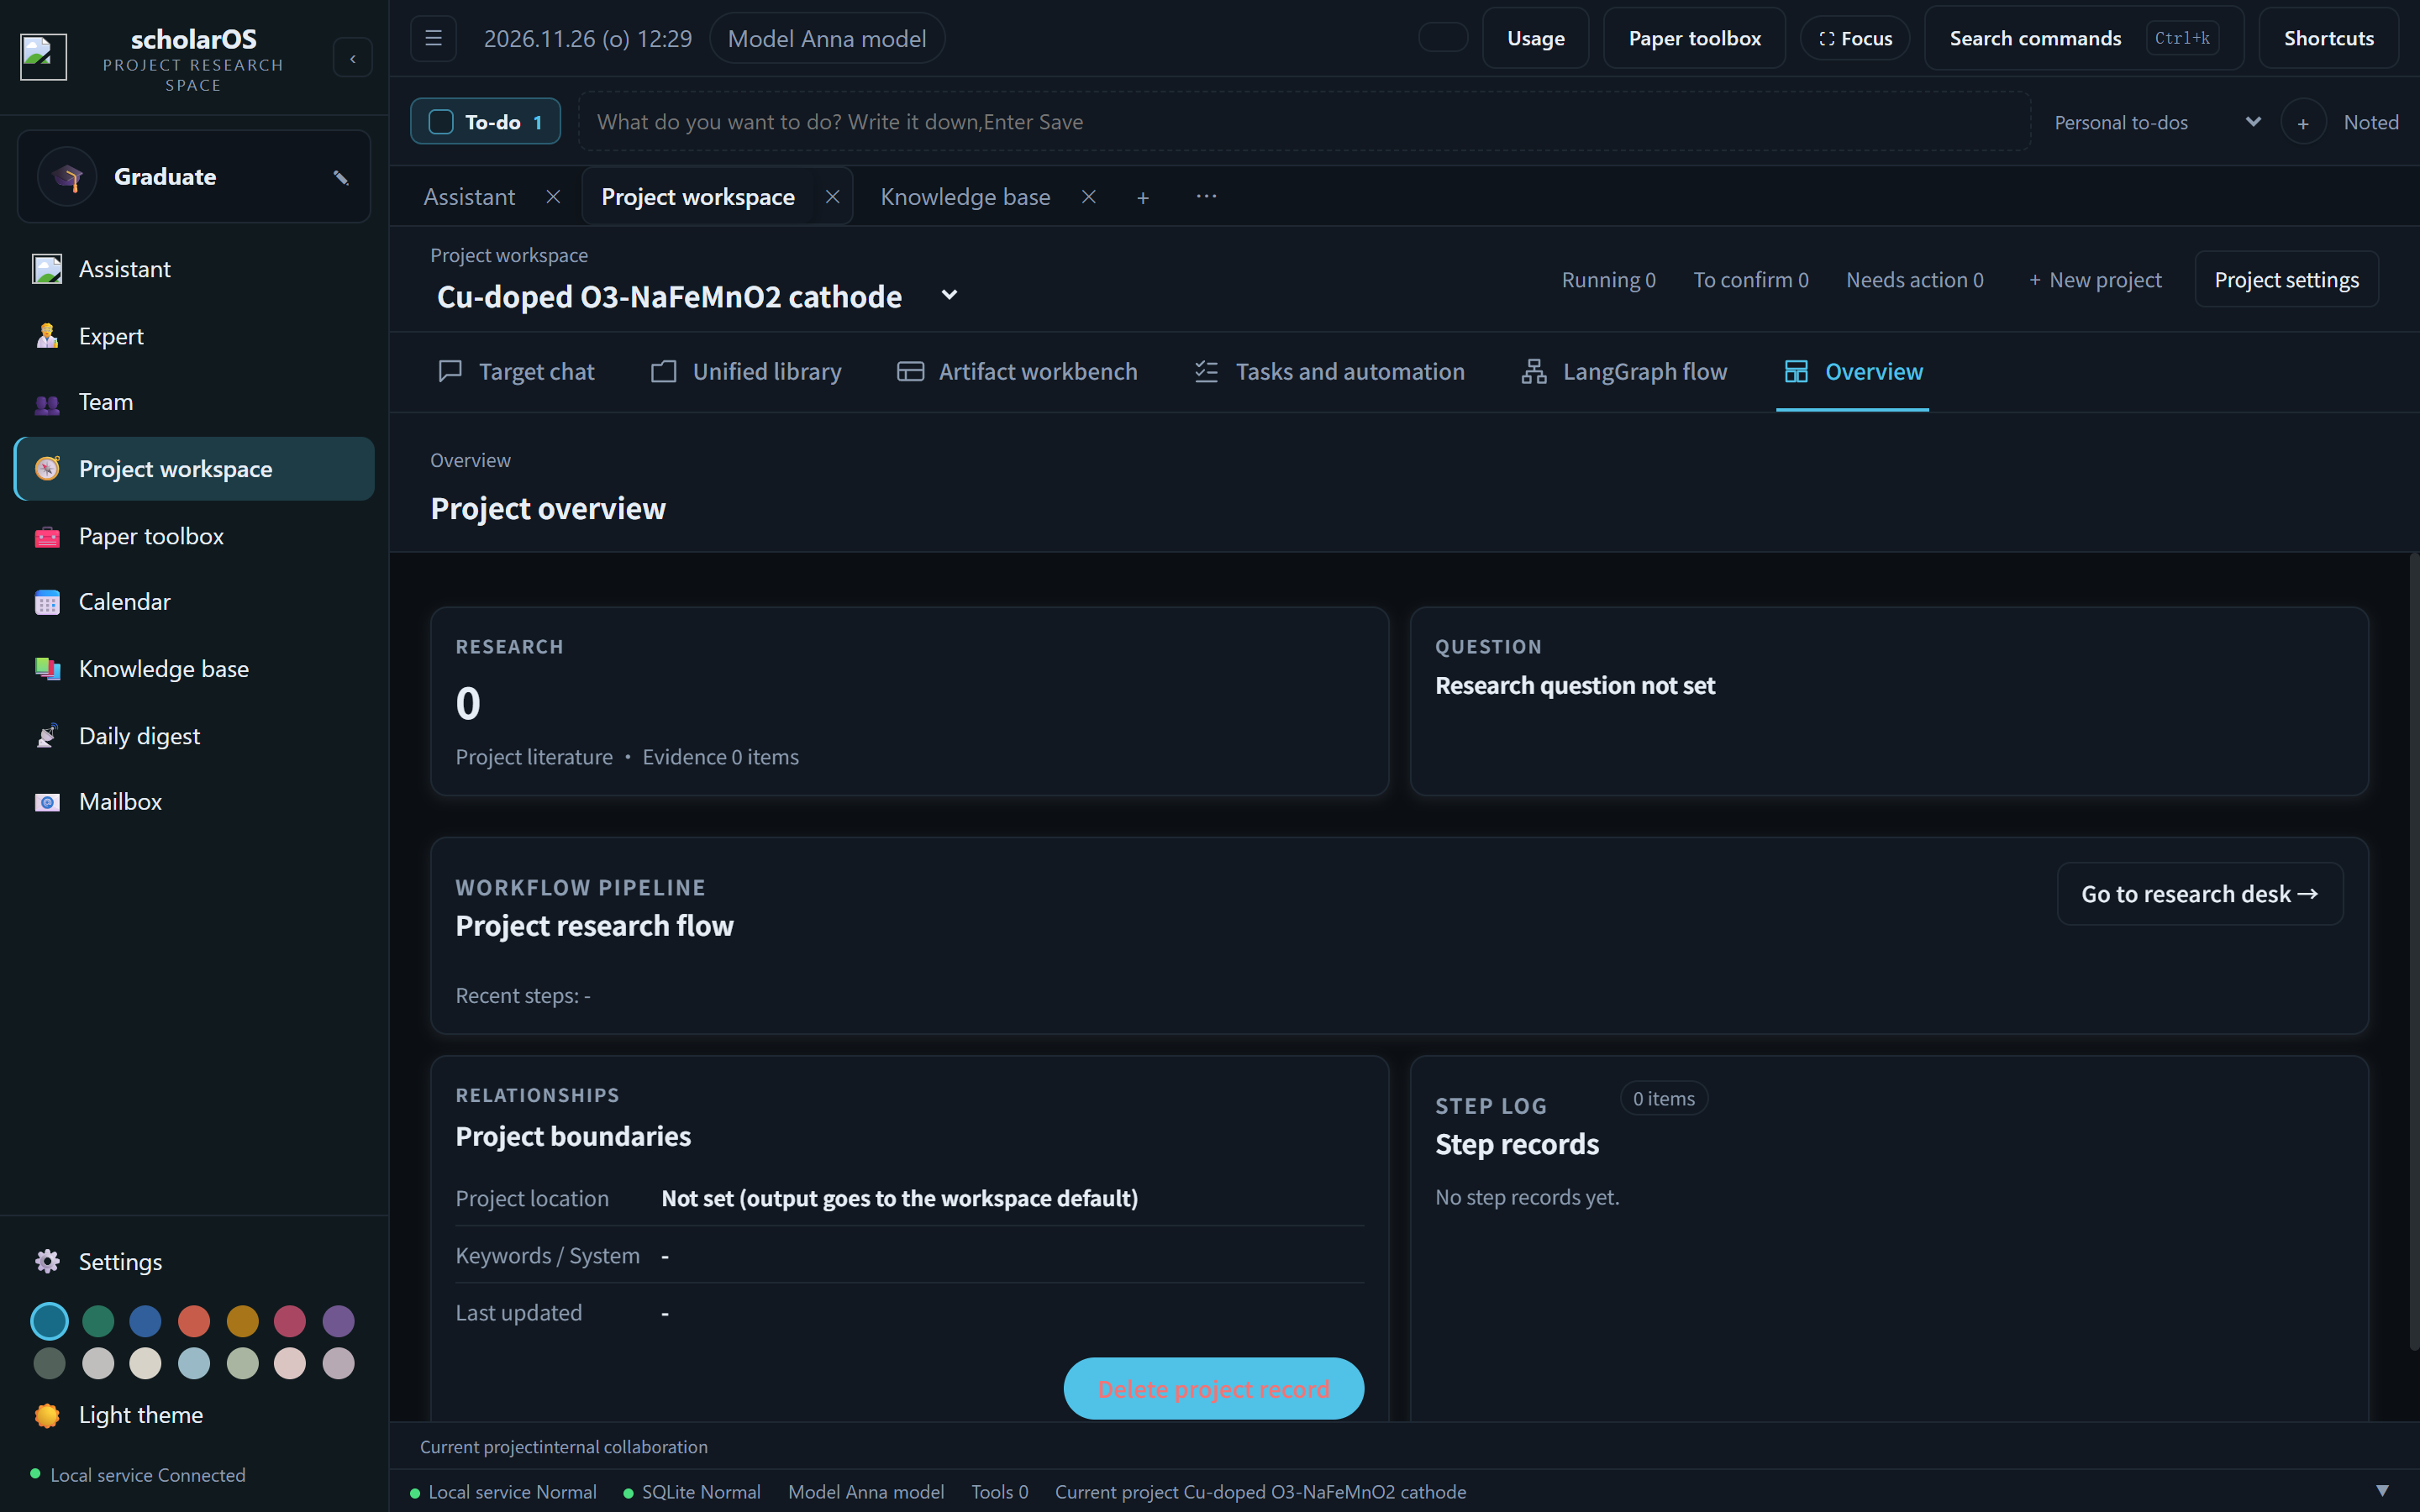 scholarOS
PROJECT RESEARCH
SPACE
‹
Graduate
Assistant
Expert
Team
Project workspace
Paper toolbox
Calendar
Knowledge base
Daily digest
Mailbox
Settings
Light theme
Local service Connected
☰ 2026.11.26 (o) 12:29 Model Anna model
Usage Paper toolbox Focus Search commands Ctrl+k Shortcuts
To-do 1 What do you want to do? Write it down,Enter Save Personal to-dos + Noted
Assistant × Project workspace × Knowledge base × + ···
Project workspace
Cu-doped O3-NaFeMnO2 cathode
Running 0 To confirm 0 Needs action 0 + New project Project settings
Target chat Unified library Artifact workbench Tasks and automation LangGraph flow Overview
Overview
Project overview
RESEARCH
0
Project literature • Evidence 0 items
QUESTION
Research question not set
WORKFLOW PIPELINE
Project research flow
Go to research desk →
Recent steps: -
RELATIONSHIPS
Project boundaries
Project location Not set (output goes to the workspace default)
Keywords / System -
Last updated -
Delete project record
STEP LOG 0 items
Step records
No step records yet.
Current projectinternal collaboration
Local service Normal SQLite Normal Model Anna model Tools 0 Current project Cu-doped O3-NaFeMnO2 cathode ▼